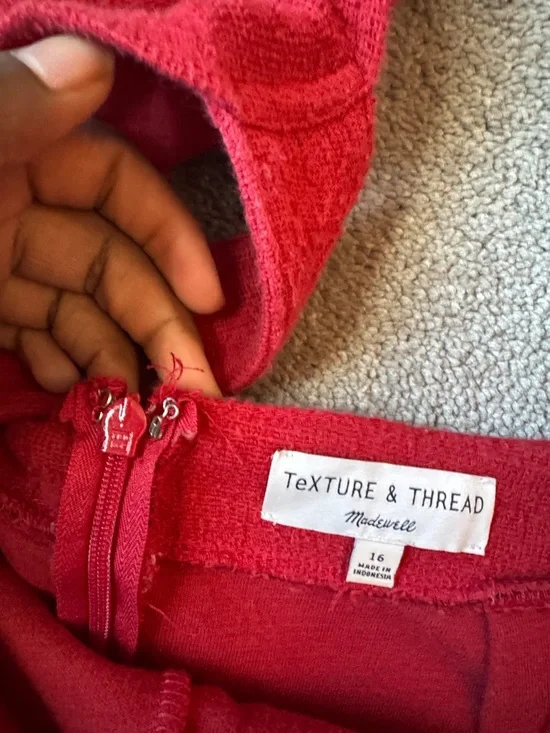 TeXTURE & THREAD
Madewell
16
MADE IN
INDONESIA